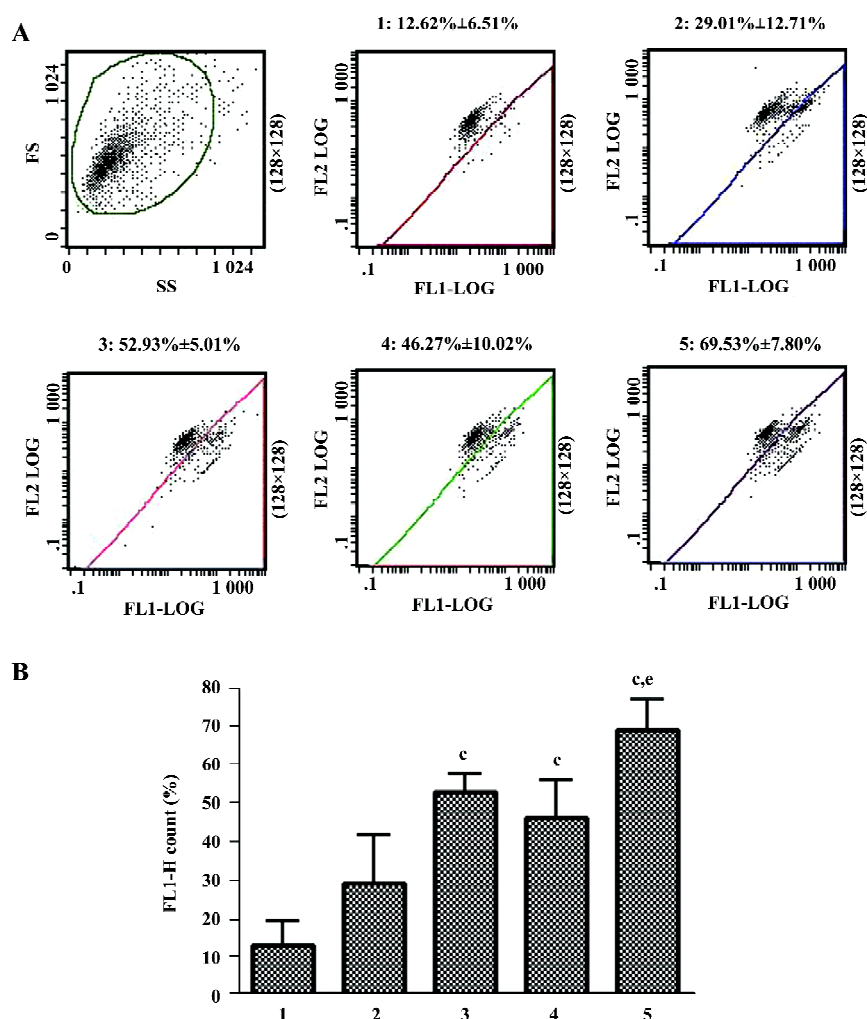 A
1: 12.62%±6.51%
2: 29.01%±12.71%
FS
1 024
0
0
1 024
SS
(128×128)
FL2 LOG
1 000
.1
.1
1 000
FL1-LOG
(128×128)
FL2 LOG
1 000
.1
.1
1 000
FL1-LOG
(128×128)
3: 52.93%±5.01%
4: 46.27%±10.02%
5: 69.53%±7.80%
FL2 LOG
1 000
.1
.1
1 000
FL1-LOG
(128×128)
FL2 LOG
1 000
.1
.1
1 000
FL1-LOG
(128×128)
FL2 LOG
1 000
.1
.1
1 000
FL1-LOG
(128×128)
B
FL1-H count (%)
80
70
60
50
40
30
20
10
0
c
c
c,e
1
2
3
4
5